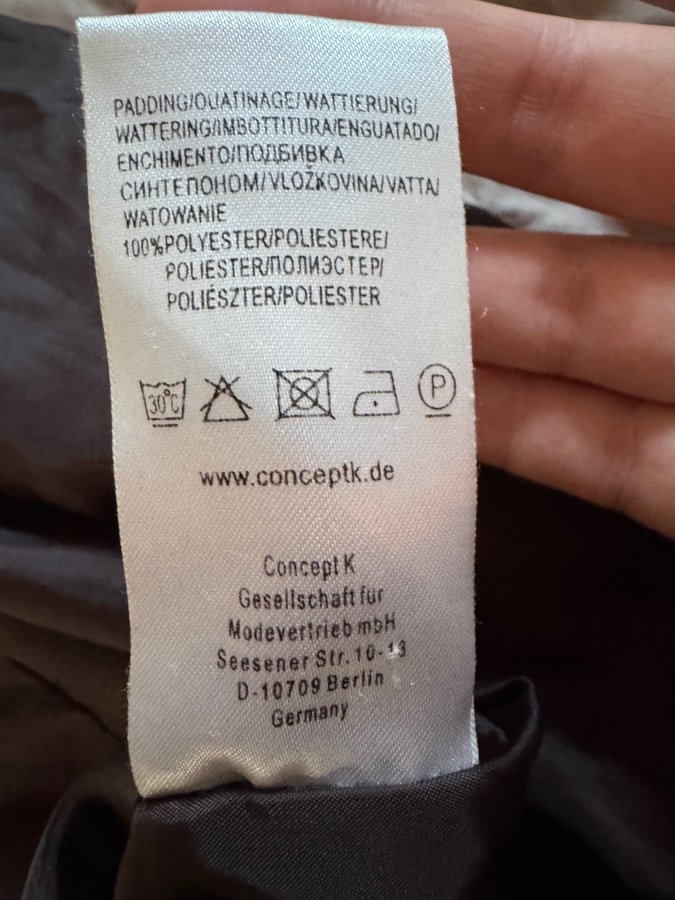 PADDING/OUATINAGE/WATTIERUNG/
WATTERING/IMBOTTITURA/ENGUATADO/
ENCHIMENTO/ПОДБИВКА
СИНТЕПОНОМ/VLOŽKOVINA/VATTA/
WATOWANIE
100%POLYESTER/POLIESTERE/
POLIESTER/ПОЛИЭСТЕР/
POLIÉSZTER/POLIESTER
30°C P
www.conceptk.de
Concept K
Gesellschaft für
Modevertrieb mbH
Seesener Str. 10-13
D-10709 Berlin
Germany